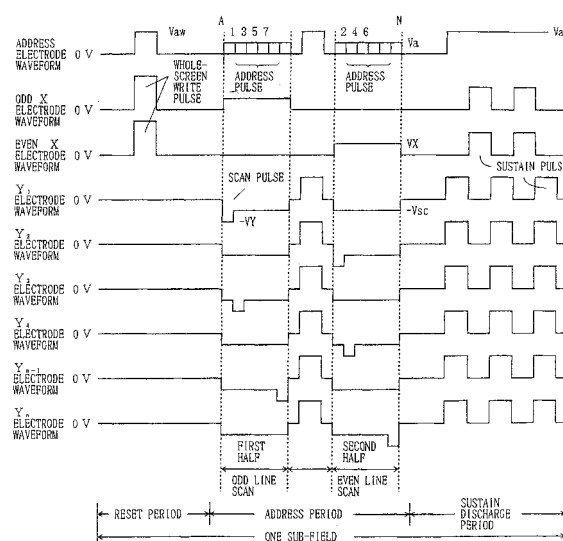 A N
Vaw 1 3 5 7 2 4 6 Va Va
ADDRESS
ELECTRODE 0 V
WAVEFORM
WHOLE-
SCREEN
WRITE
PULSE
ADDRESS
PULSE
ADDRESS
PULSE
ODD X
ELECTRODE 0 V
WAVEFORM
EVEN X
ELECTRODE 0 V
WAVEFORM
VX
SUSTAIN PULS
SCAN PULSE
Y₁
ELECTRODE 0 V
WAVEFORM
-VY
-Vsc
ELECTRODE 0 V
WAVEFORM
ELECTRODE 0 V
WAVEFORM
Y₄
ELECTRODE 0 V
WAVEFORM
Yₙ₋₁
ELECTRODE 0 V
WAVEFORM
Yₙ
ELECTRODE 0 V
WAVEFORM
FIRST
HALF
SECOND
HALF
ODD LINE
SCAN
EVEN LINE
SCAN
RESET PERIOD
ADDRESS PERIOD
SUSTAIN
DISCHARGE
PERIOD
ONE SUB-FIELD